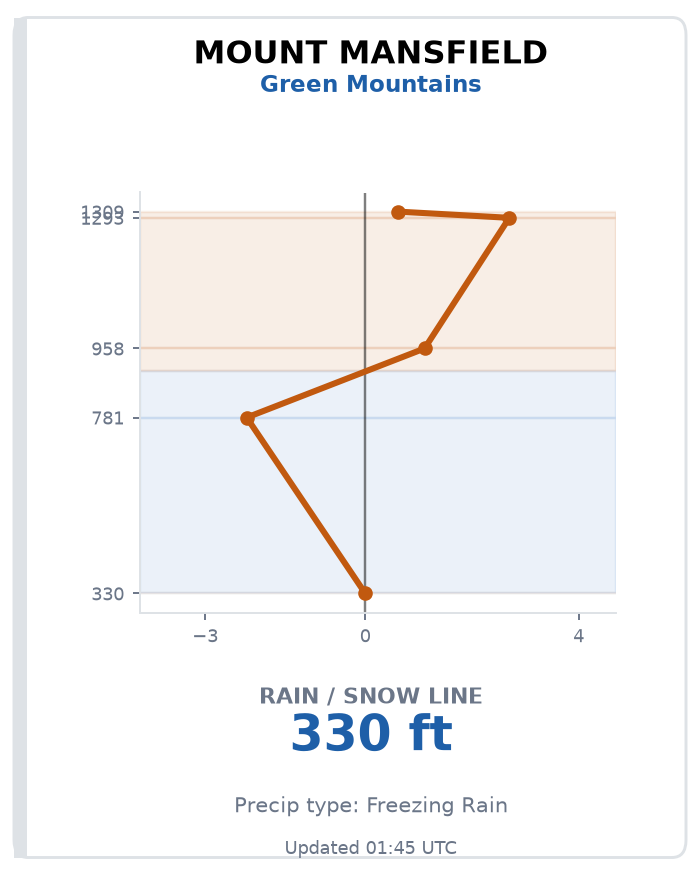 MOUNT MANSFIELD
Green Mountains
1309
1293
958
781
330
−3 0 4
RAIN / SNOW LINE
330 ft
Precip type: Freezing Rain
Updated 01:45 UTC